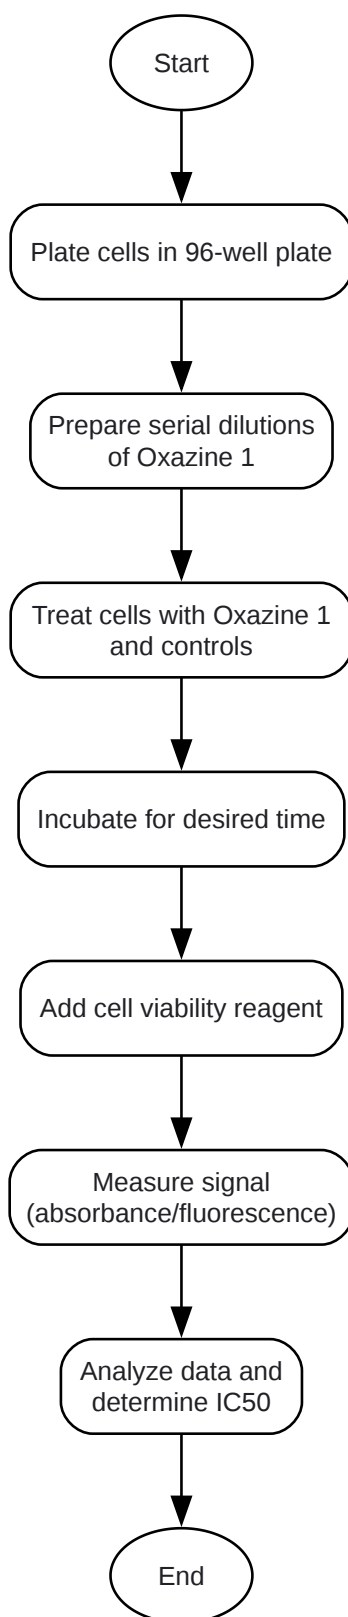 Start
Plate cells in 96-well plate
Prepare serial dilutions
of Oxazine 1
Treat cells with Oxazine 1
and controls
Incubate for desired time
Add cell viability reagent
Measure signal
(absorbance/fluorescence)
Analyze data and
determine IC50
End